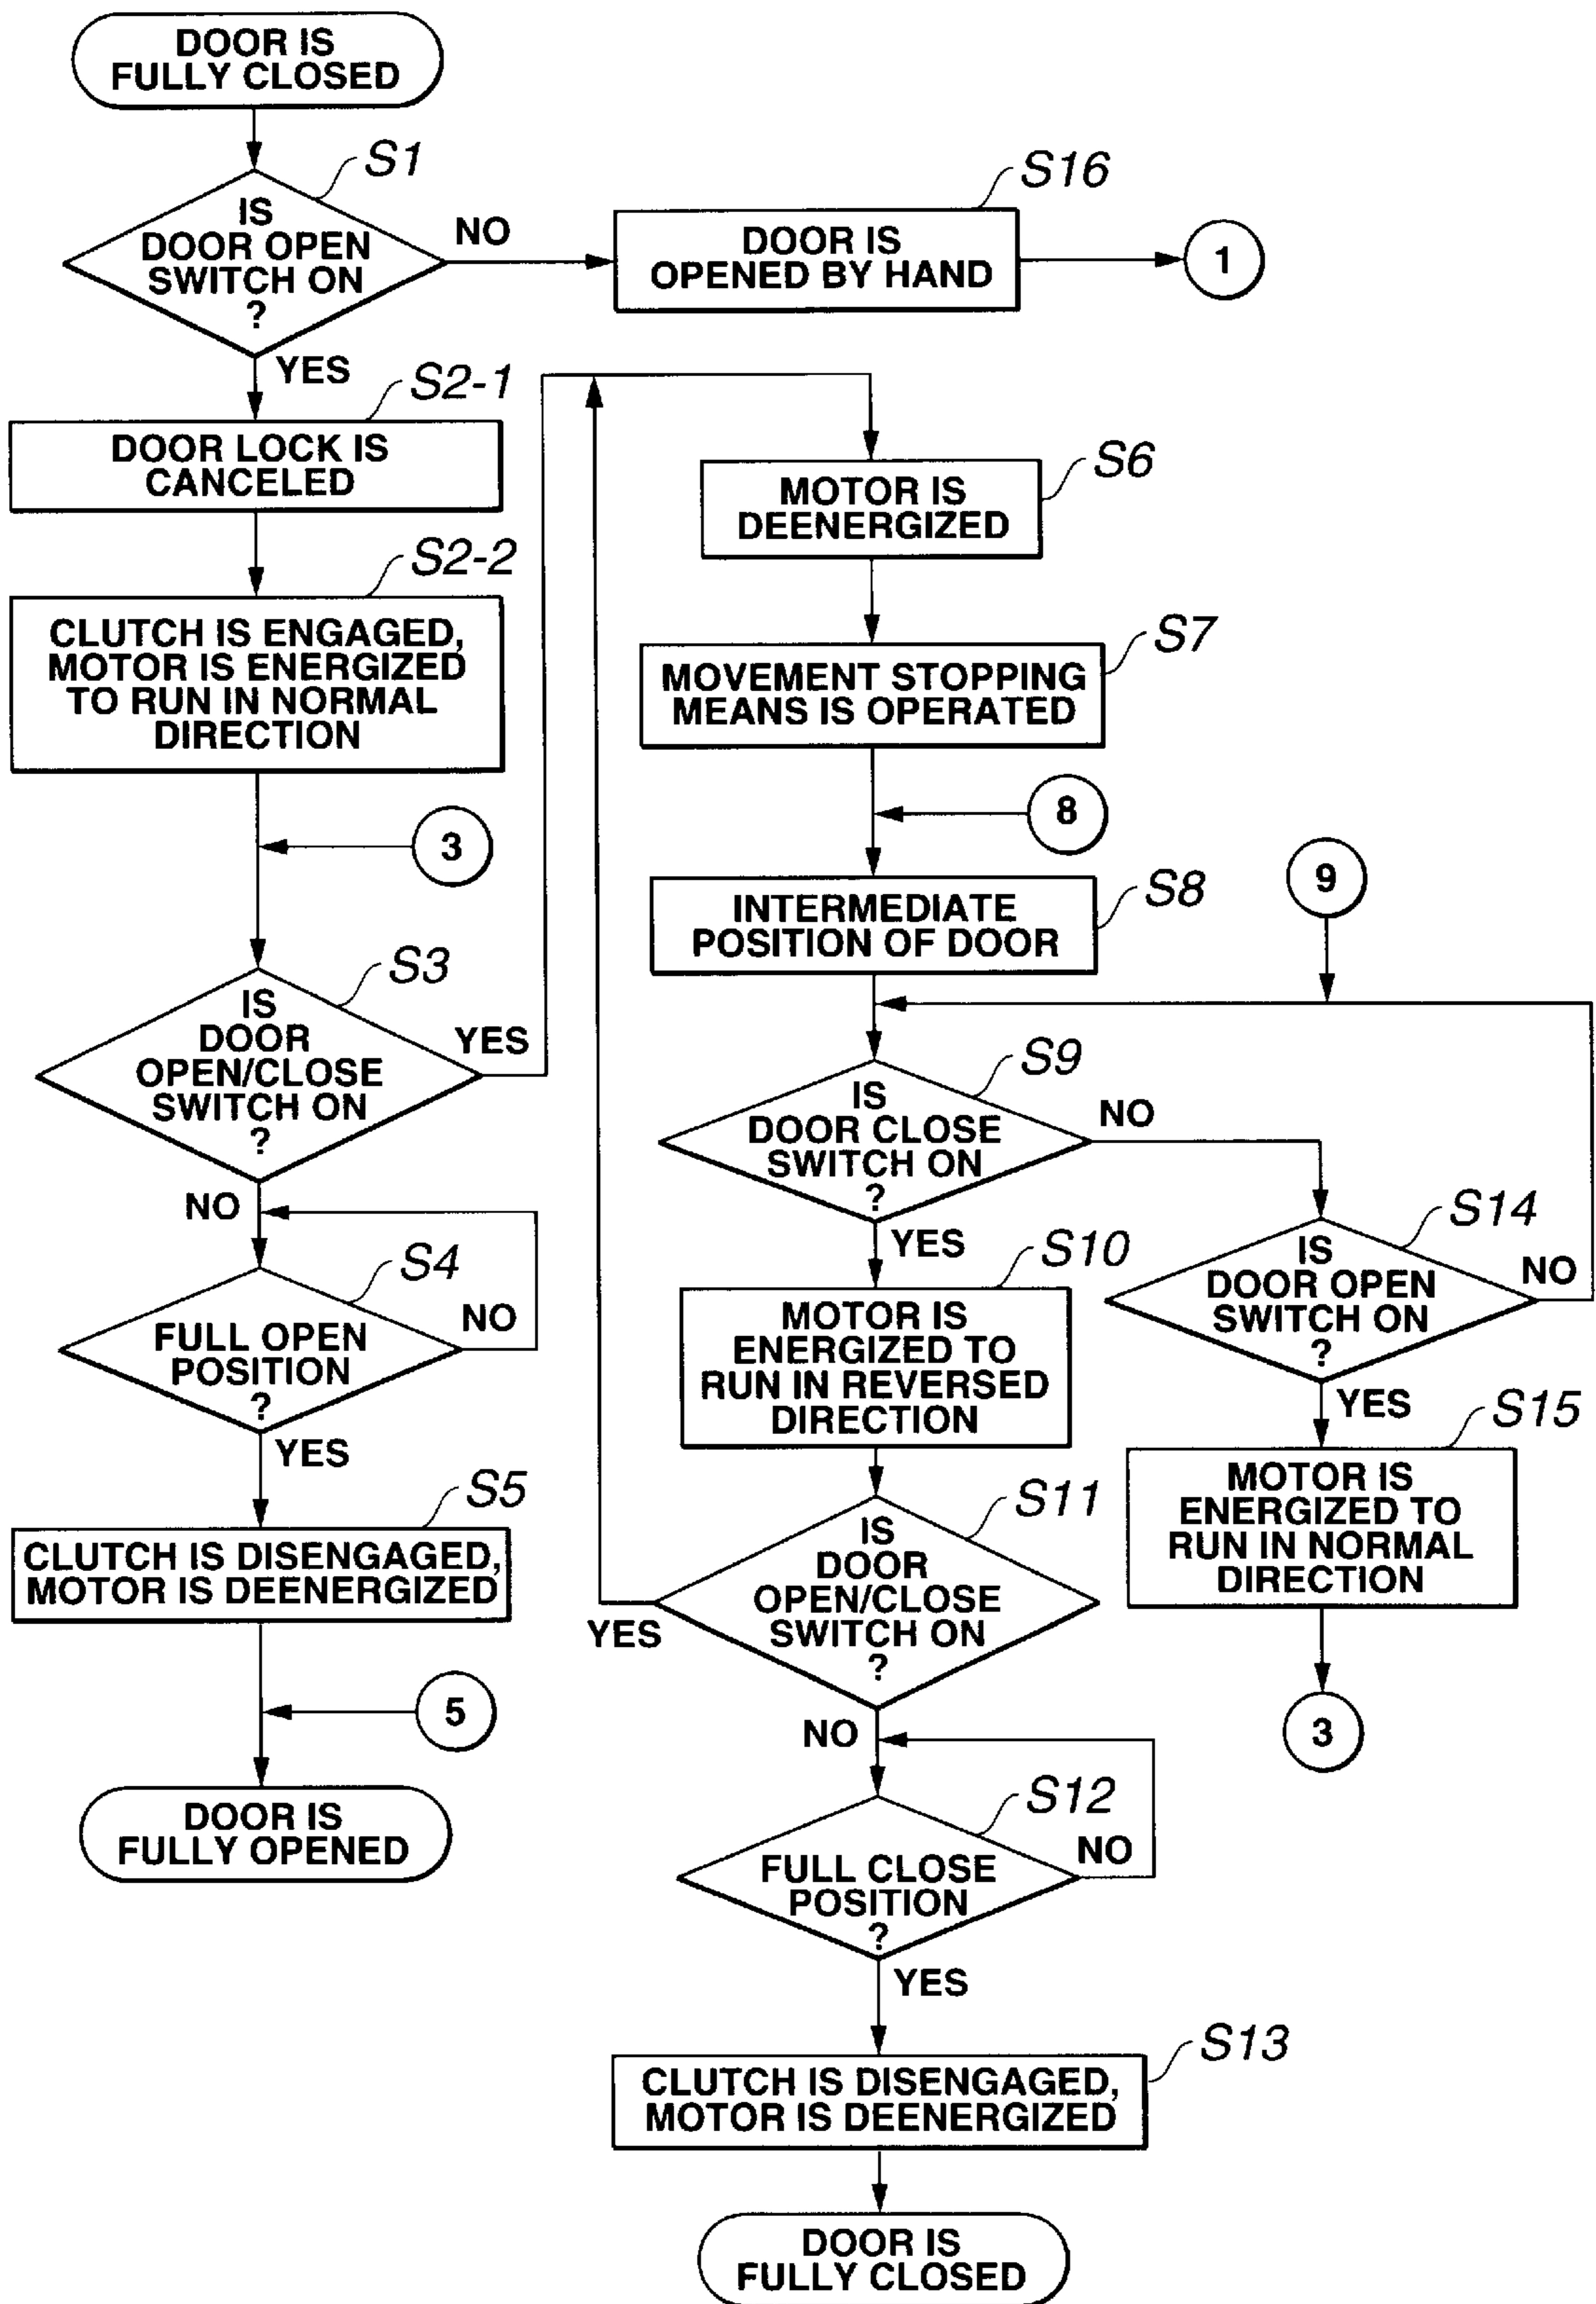 DOOR IS
FULLY CLOSED
S1
IS
DOOR OPEN
SWITCH ON
?
NO
S16
DOOR IS
OPENED BY HAND
1
YES
S2-1
DOOR LOCK IS
CANCELED
S2-2
CLUTCH IS ENGAGED,
MOTOR IS ENERGIZED
TO RUN IN NORMAL
DIRECTION
3
S3
IS
DOOR
OPEN/CLOSE
SWITCH ON
?
YES
NO
S4
FULL OPEN
POSITION
?
NO
YES
S5
CLUTCH IS DISENGAGED,
MOTOR IS DEENERGIZED
5
DOOR IS
FULLY OPENED
S6
MOTOR IS
DEENERGIZED
S7
MOVEMENT STOPPING
MEANS IS OPERATED
8
S8
INTERMEDIATE
POSITION OF DOOR
9
S9
IS
DOOR CLOSE
SWITCH ON
?
NO
YES
S10
MOTOR IS
ENERGIZED TO
RUN IN REVERSED
DIRECTION
S11
IS
DOOR
OPEN/CLOSE
SWITCH ON
?
YES
NO
S12
FULL CLOSE
POSITION
?
NO
YES
S13
CLUTCH IS DISENGAGED,
MOTOR IS DEENERGIZED
DOOR IS
FULLY CLOSED
S14
IS
DOOR OPEN
SWITCH ON
?
NO
YES
S15
MOTOR IS
ENERGIZED TO
RUN IN NORMAL
DIRECTION
3